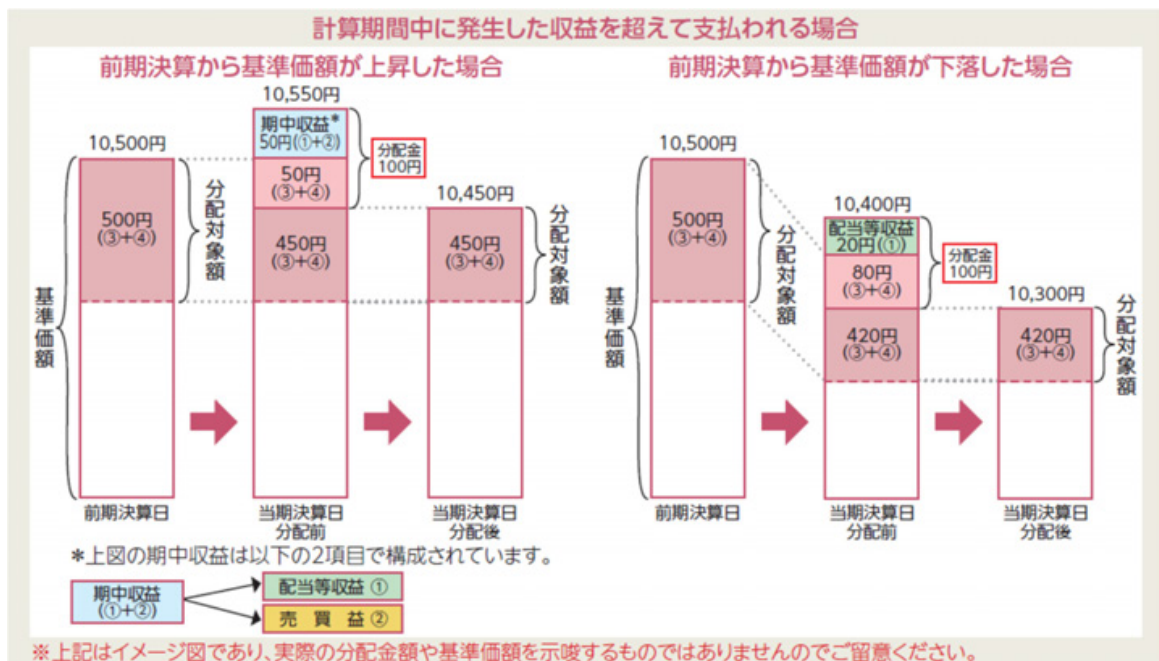 計算期間中に発生した収益を超えて支払われる場合
前期決算から基準価額が上昇した場合
10,550円
期中収益*
50円(①+②)
分配金
100円
10,500円
50円
(③+④)
10,450円
500円
(③+④)
分配対象額
450円
(③+④)
450円
(③+④)
分配対象額
基準価額
前期決算日
当期決算日
分配前
当期決算日
分配後
*上図の期中収益は以下の2項目で構成されています。
期中収益
(①+②)
配当等収益 ①
売 買 益 ②
前期決算から基準価額が下落した場合
10,500円
10,400円
500円
(③+④)
分配対象額
配当等収益
20円(①)
分配金
100円
80円
(③+④)
10,300円
420円
(③+④)
420円
(③+④)
分配対象額
基準価額
前期決算日
当期決算日
分配前
当期決算日
分配後
※上記はイメージ図であり、実際の分配金額や基準価額を示唆するものではありませんのでご留意ください。